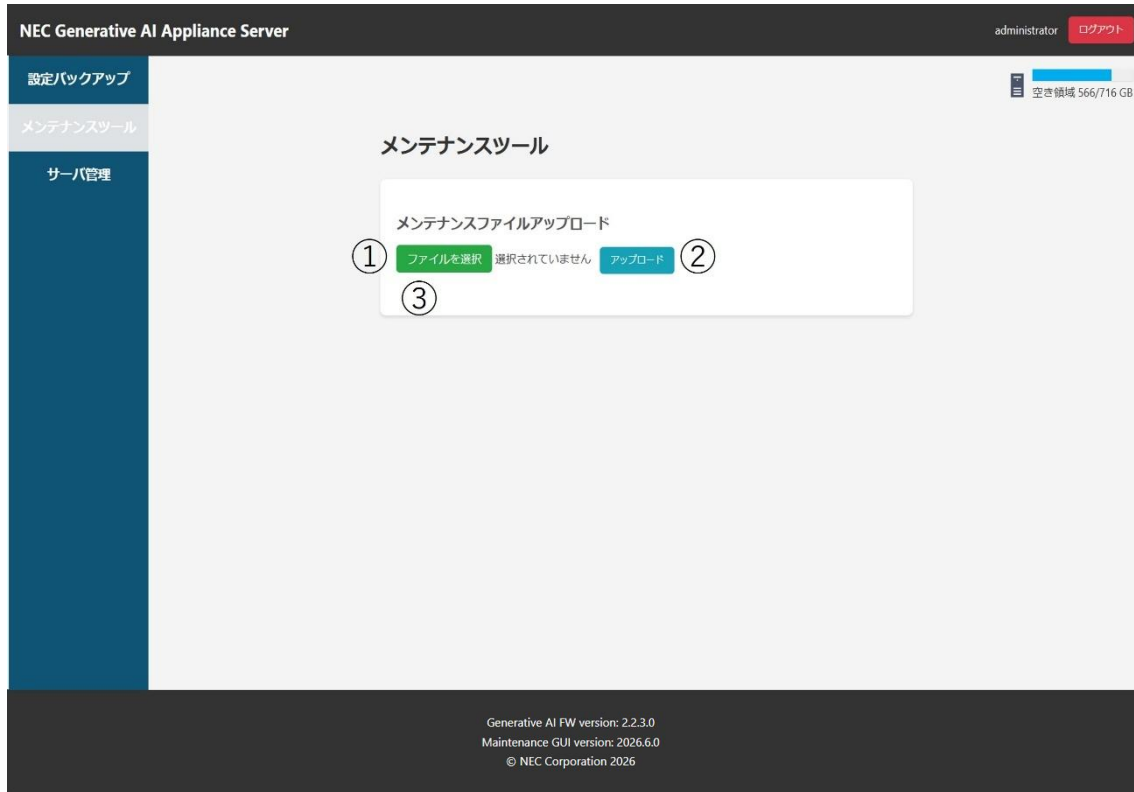 NEC Generative AI Appliance Server
administrator ログアウト
設定バックアップ
空き領域 566/716 GB
メンテナンスツール
サーバ管理
メンテナンスツール
メンテナンスファイルアップロード
① ファイルを選択 選択されていません アップロード ②
③
Generative AI FW version: 2.2.3.0
Maintenance GUI version: 2026.6.0
© NEC Corporation 2026